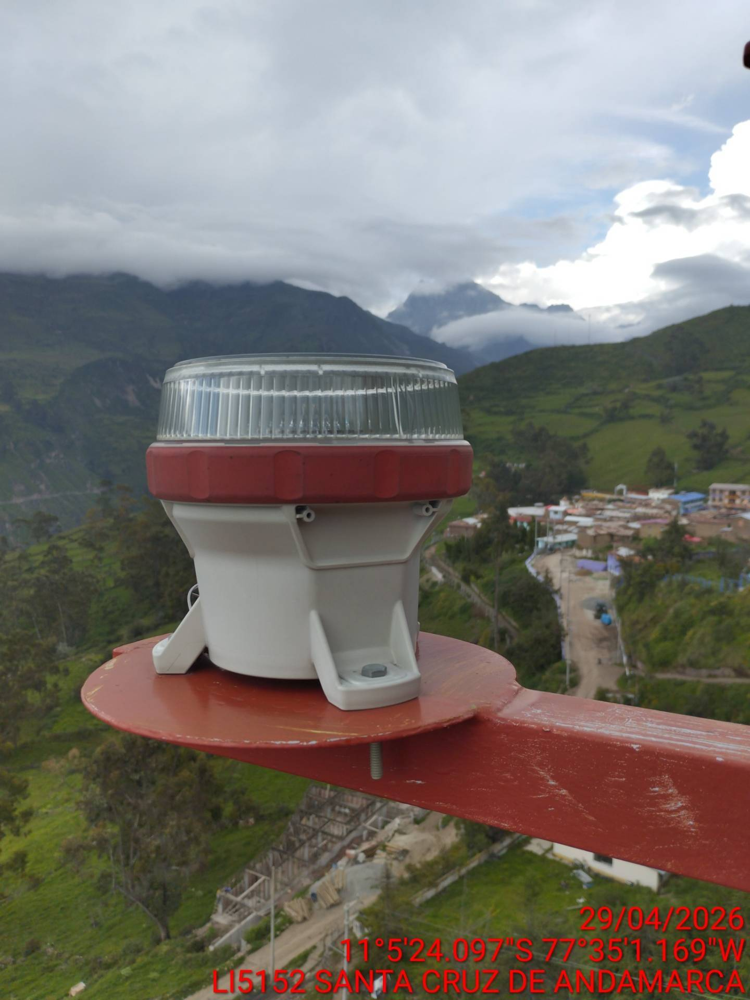 29/04/2026
11°5'24.097"S 77°35'1.169"W
LI5152 SANTA CRUZ DE ANDAMARCA